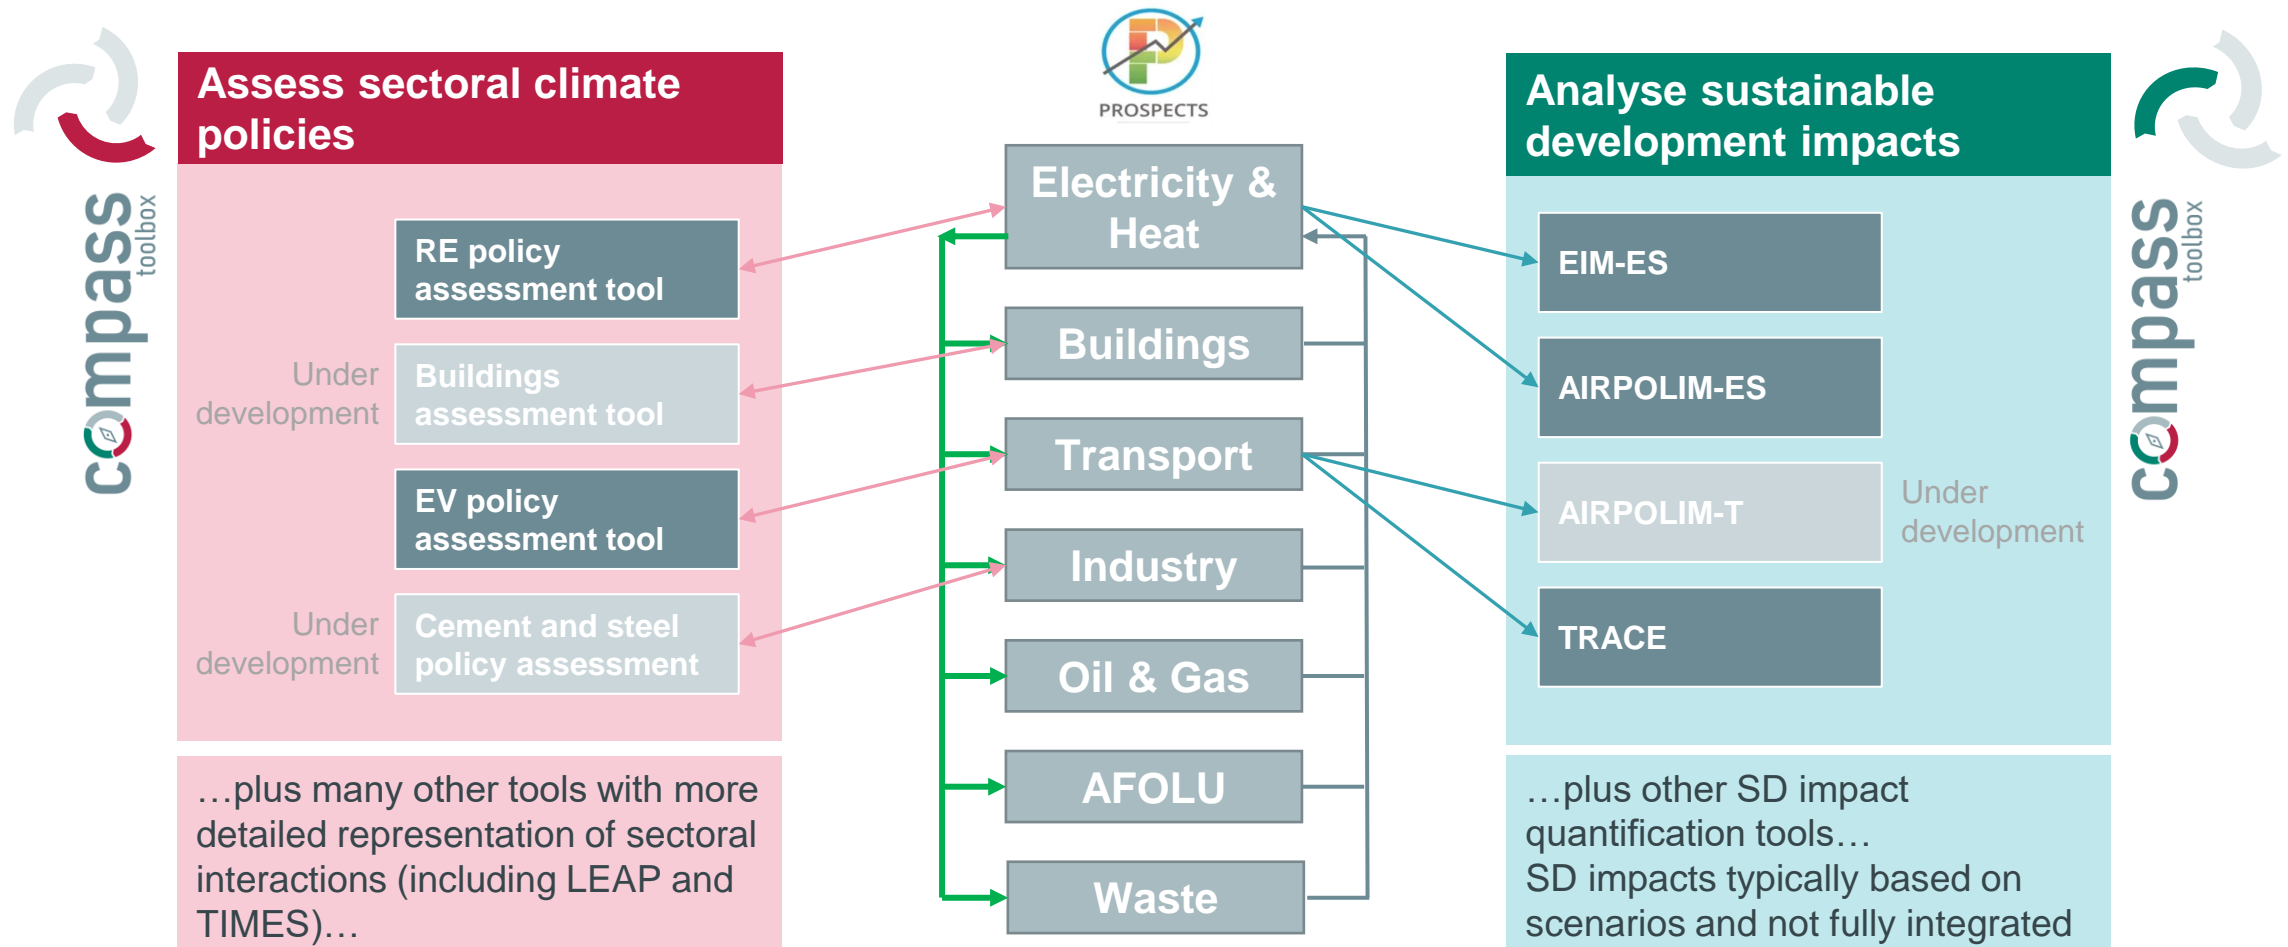 compass
toolbox
Assess sectoral climate
policies
RE policy
assessment tool
Under
development
Buildings
assessment tool
EV policy
assessment tool
Under
development
Cement and steel
policy assessment
…plus many other tools with more
detailed representation of sectoral
interactions (including LEAP and
TIMES)…
PROSPECTS
Electricity &
Heat
Buildings
Transport
Industry
Oil & Gas
AFOLU
Waste
Analyse sustainable
development impacts
EIM-ES
AIRPOLIM-ES
AIRPOLIM-T
Under
development
TRACE
…plus other SD impact
quantification tools…
SD impacts typically based on
scenarios and not fully integrated
compass
toolbox